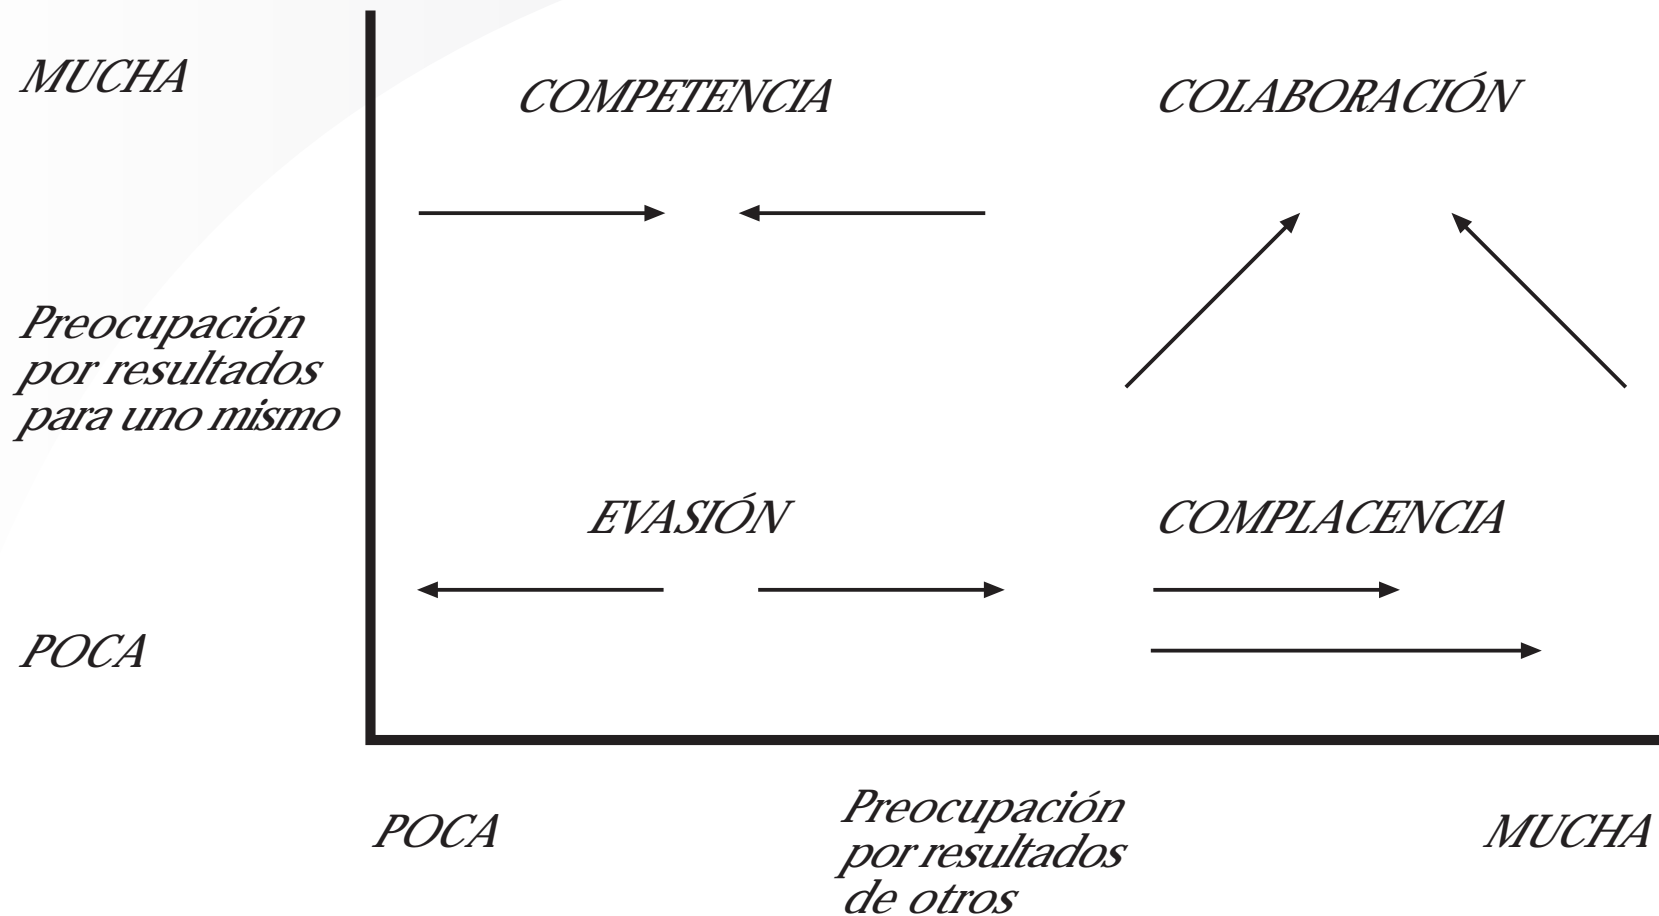 MUCHA
COMPETENCIA
COLABORACIÓN
Preocupación
por resultados
para uno mismo
EVASIÓN
COMPLACENCIA
POCA
POCA
Preocupación
por resultados
de otros
MUCHA